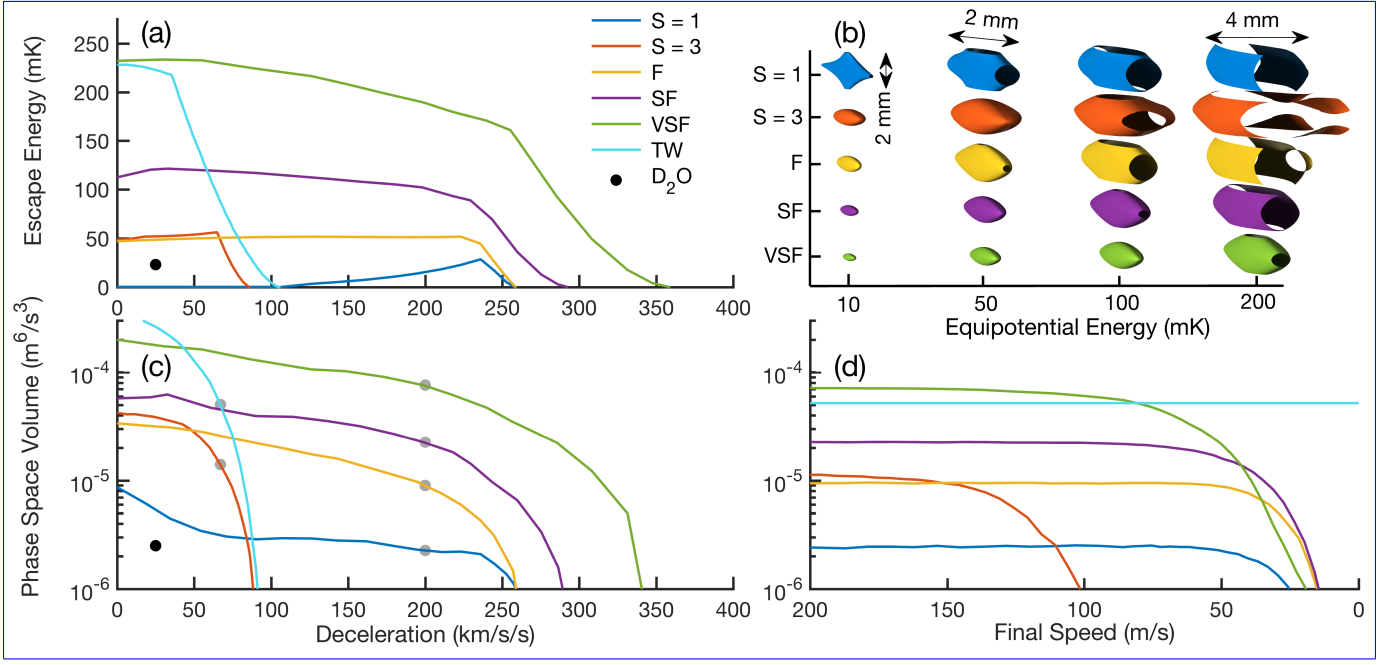 (a)
Escape Energy (mK)
250
200
150
100
50
0
0 50 100 150 200 250 300 350 400
S = 1
S = 3
F
SF
VSF
TW
D₂O
(b)
2 mm
4 mm
2 mm
S = 1
S = 3
F
SF
VSF
10 50 100 200
Equipotential Energy (mK)
(c)
Phase Space Volume (m⁶/s³)
10⁻⁴
10⁻⁵
10⁻⁶
0 50 100 150 200 250 300 350 400
Deceleration (km/s/s)
(d)
10⁻⁴
10⁻⁵
10⁻⁶
200 150 100 50 0
Final Speed (m/s)